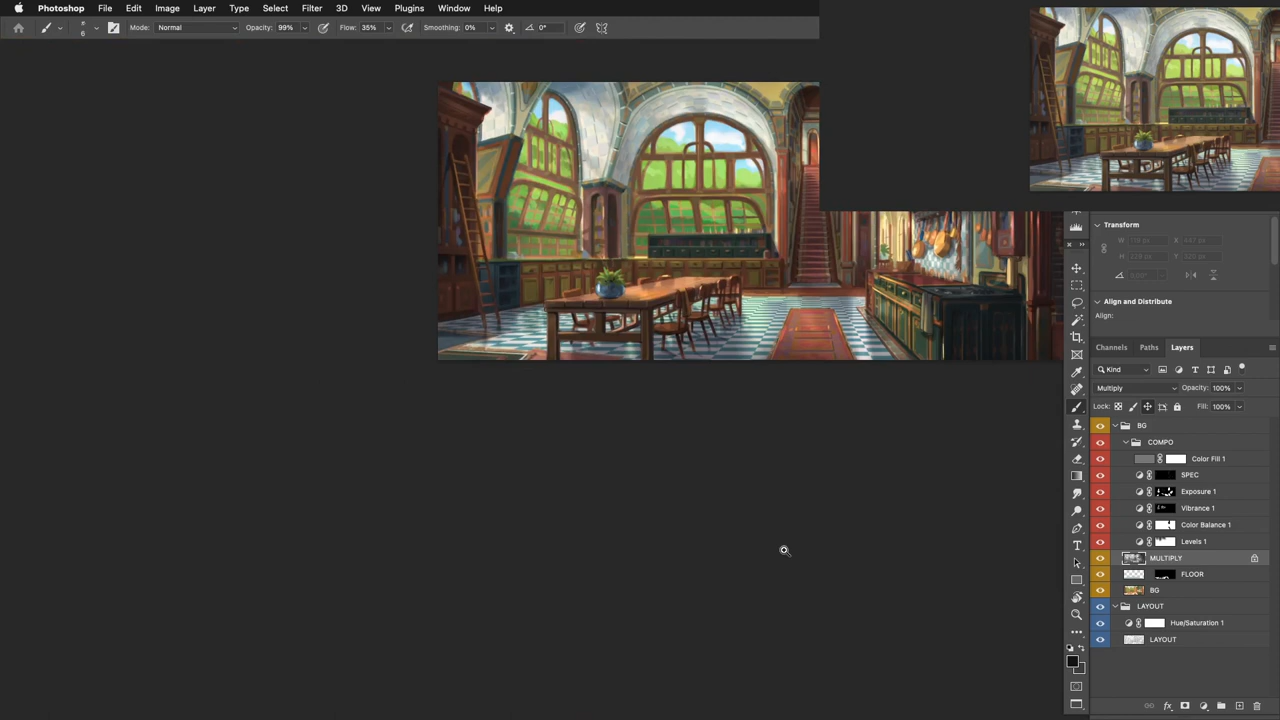 Photoshop File Edit Image Layer Type Select Filter 3D View Plugins Window Help
6 Mode: Normal Opacity: 99% Flow: 35% Smoothing: 0% 0°
Transform
W H X Y
Align and Distribute
Align:
Channels Paths Layers
Kind
Multiply Opacity: 100%
Lock: Fill: 100%
BG
COMPO
Color Fill 1
SPEC
Exposure 1
Vibrance 1
Color Balance 1
Levels 1
MULTIPLY
FLOOR
BG
LAYOUT
Hue/Saturation 1
LAYOUT